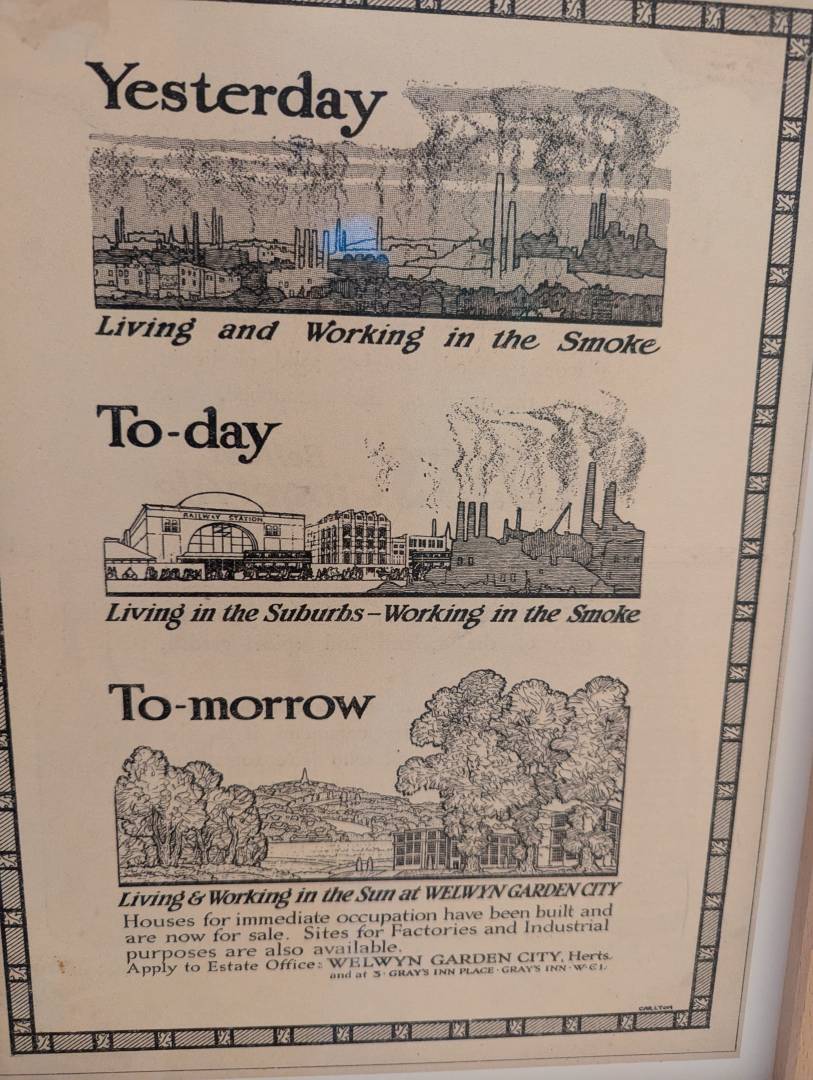 Yesterday
Living and Working in the Smoke
To-day
RAILWAY STATION
Living in the Suburbs - Working in the Smoke
To-morrow
Living & Working in the Sun at WELWYN GARDEN CITY
Houses for immediate occupation have been built and
are now for sale. Sites for Factories and Industrial
purposes are also available.
Apply to Estate Office: WELWYN GARDEN CITY, Herts.
and at 3 · GRAY'S INN PLACE · GRAY'S INN · W·C1.
CARLTON